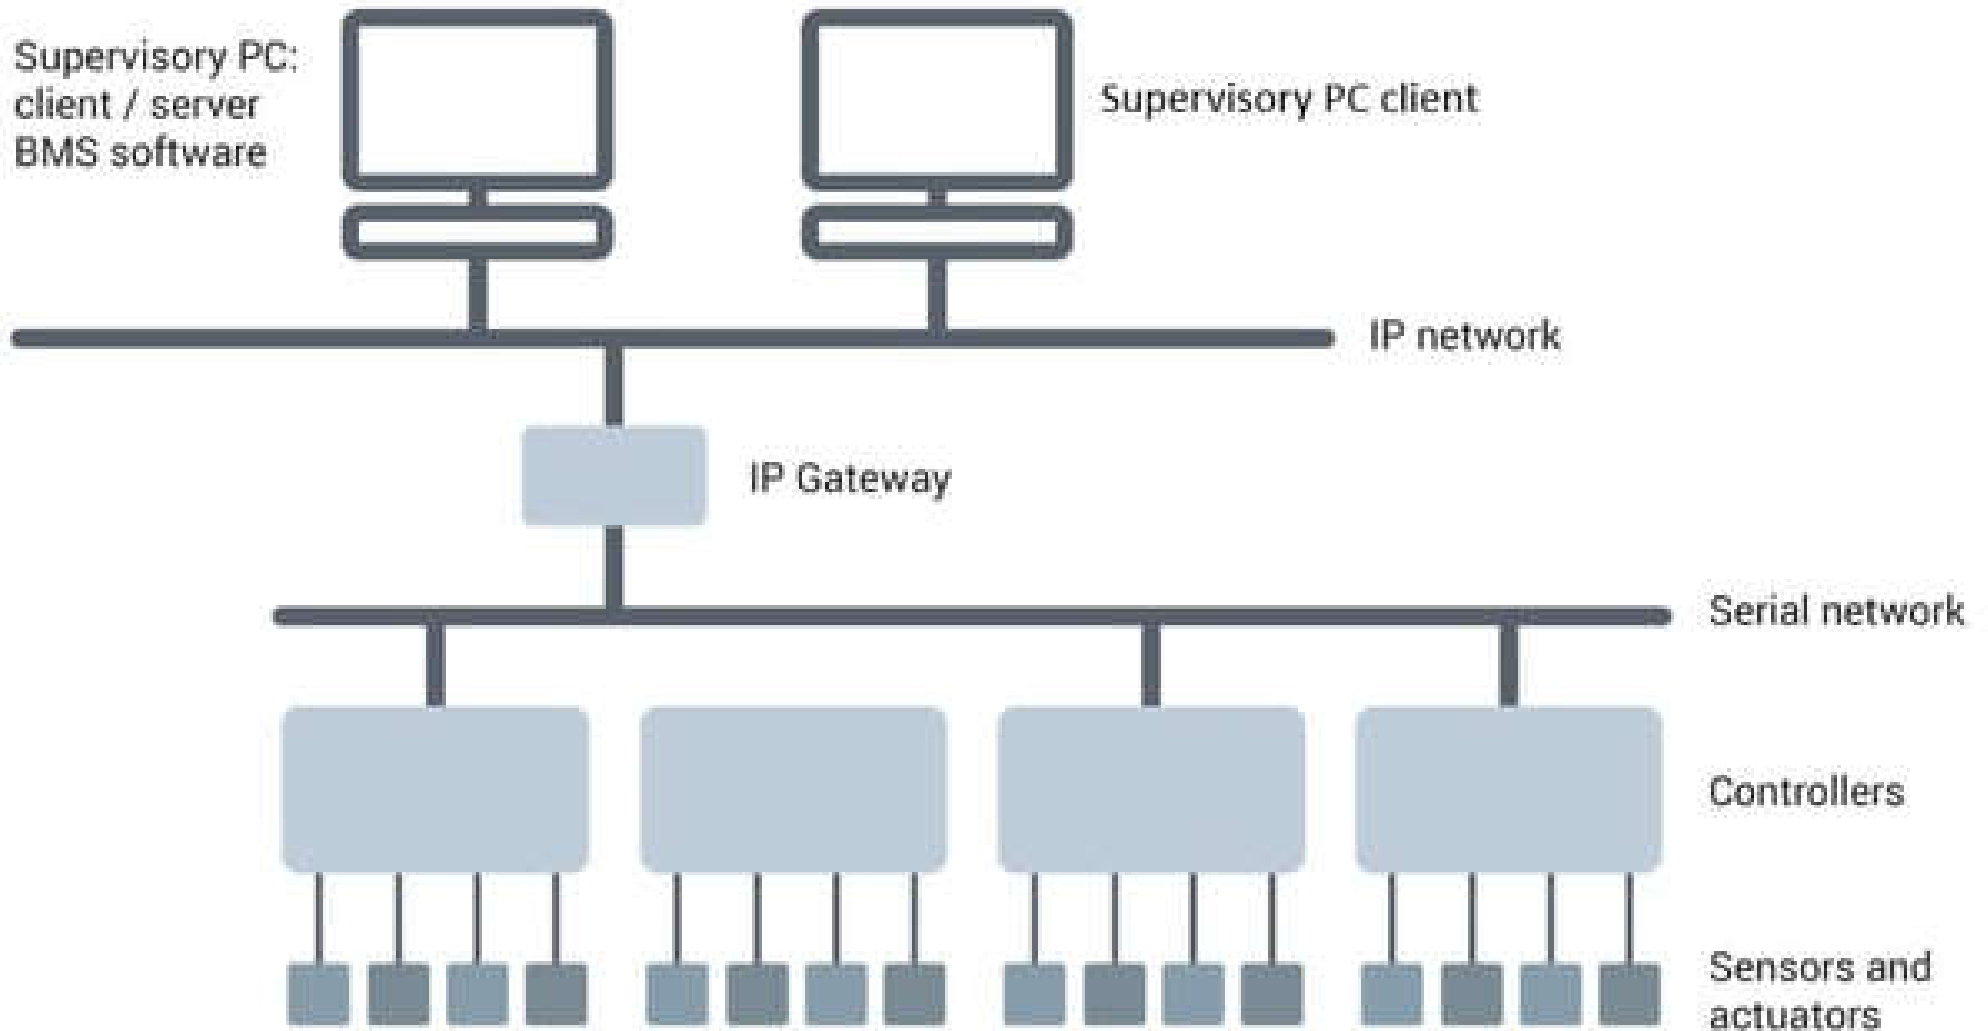 Supervisory PC:
client / server
BMS software
Supervisory PC client
IP network
IP Gateway
Serial network
Controllers
Sensors and
actuators